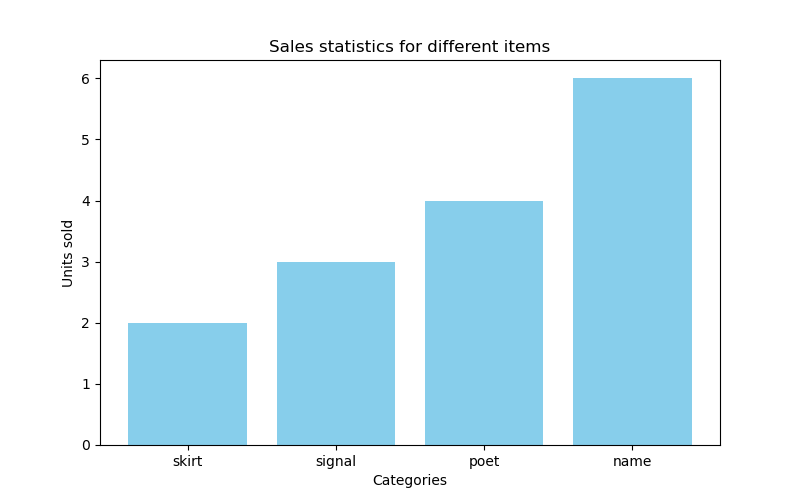 Sales statistics for different items
6
5
4
3
2
1
0
Units sold
skirt signal poet name
Categories